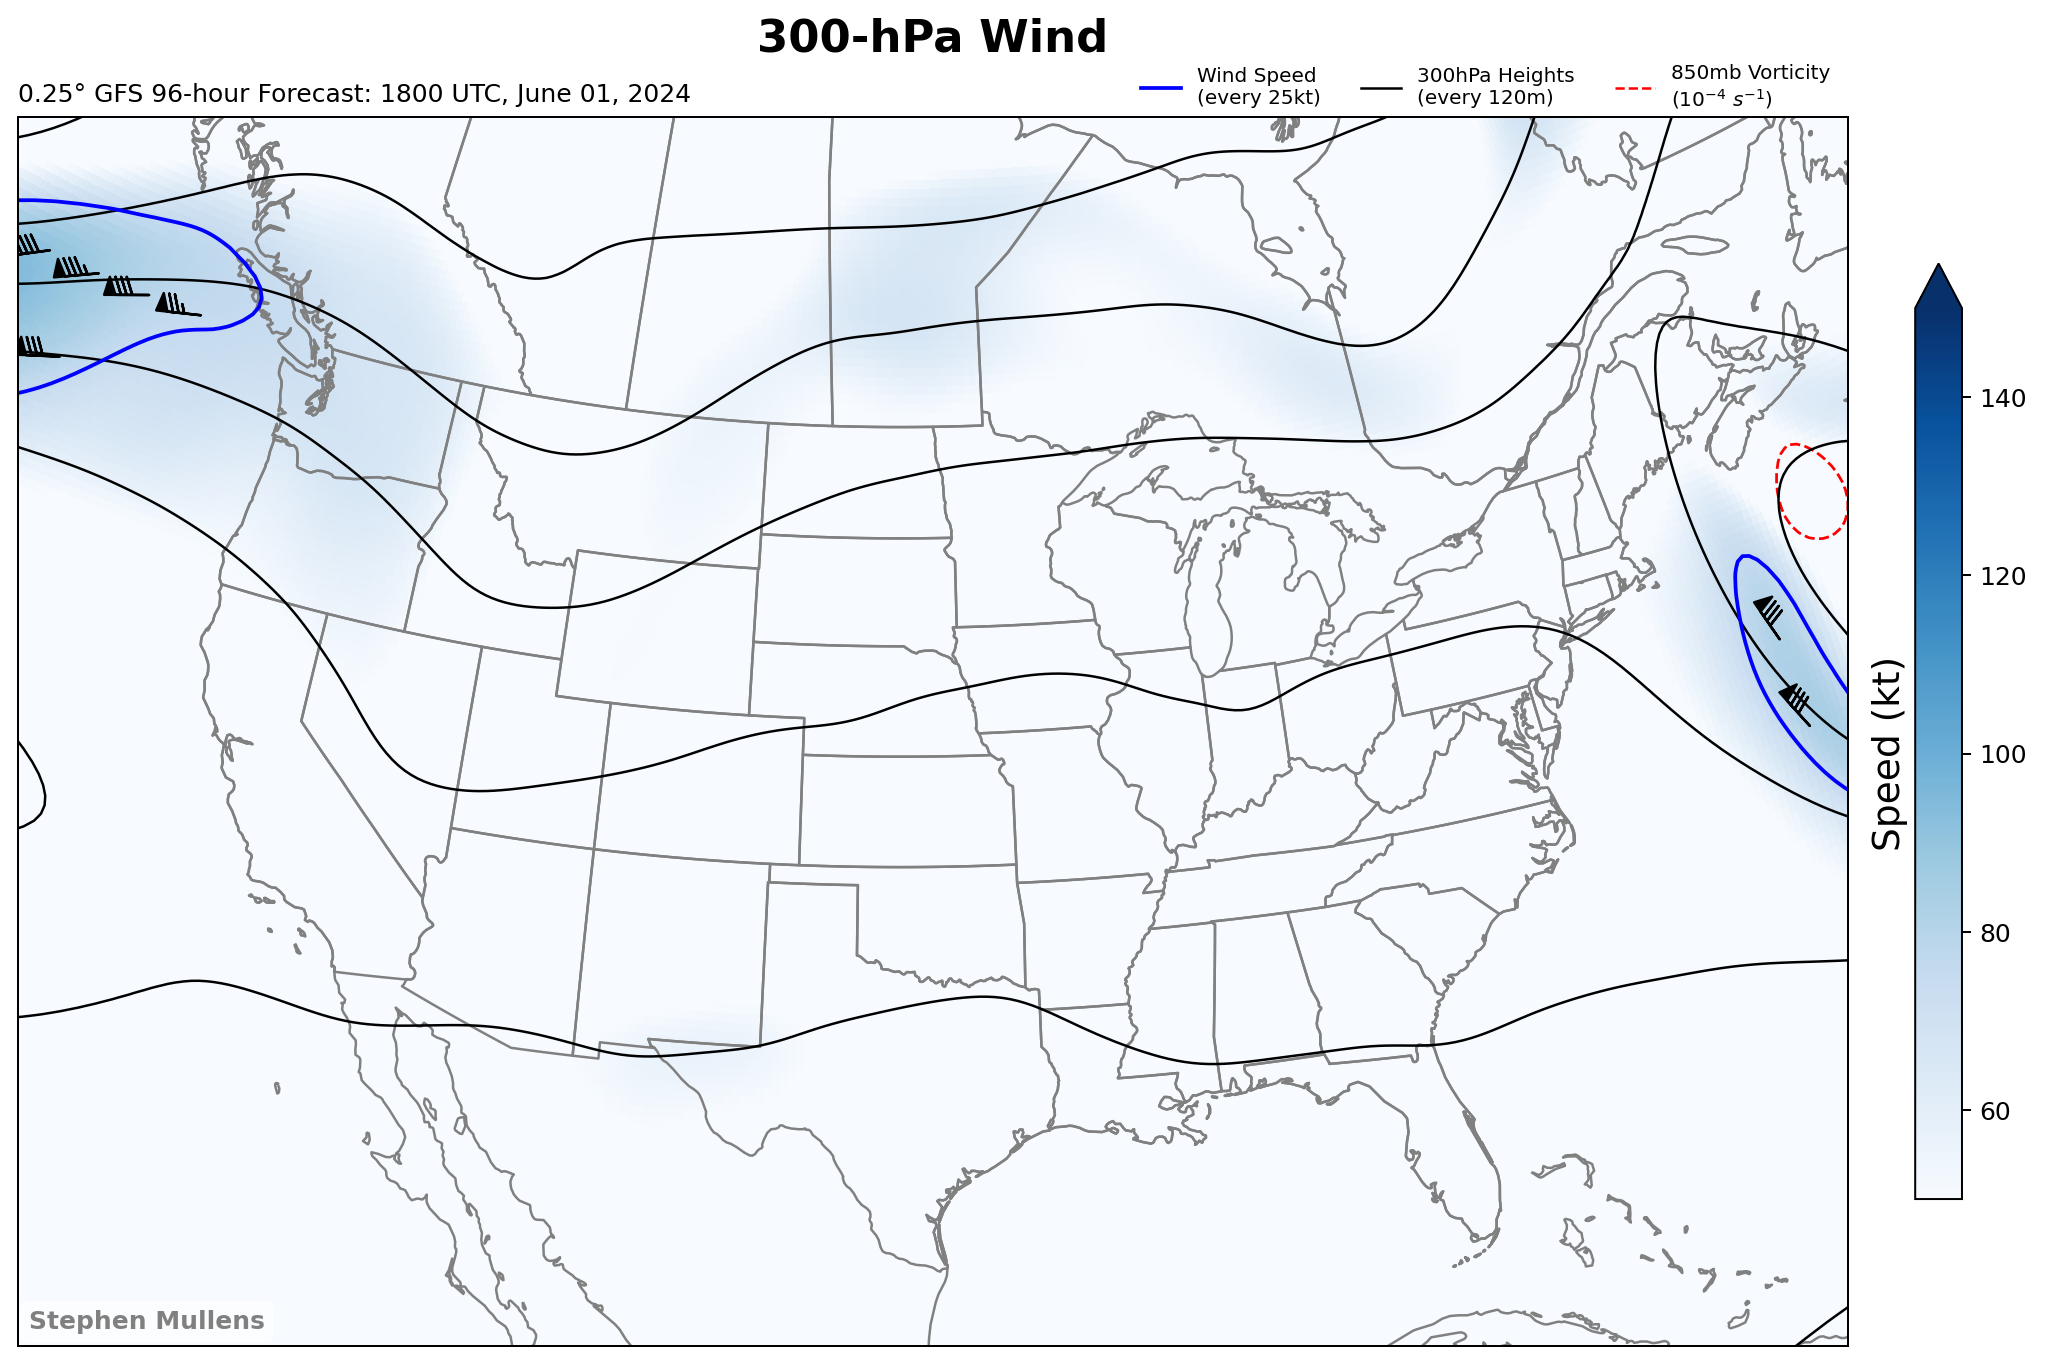 300-hPa Wind
0.25° GFS 96-hour Forecast: 1800 UTC, June 01, 2024
Wind Speed
(every 25kt)
300hPa Heights
(every 120m)
850mb Vorticity
(10⁻⁴ s⁻¹)
140
120
100
80
60
Speed (kt)
Stephen Mullens